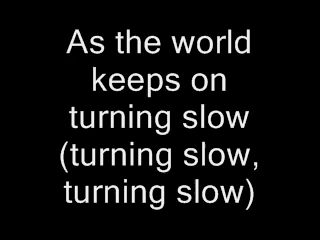 As the world
keeps on
turning slow
(turning slow,
turning slow)